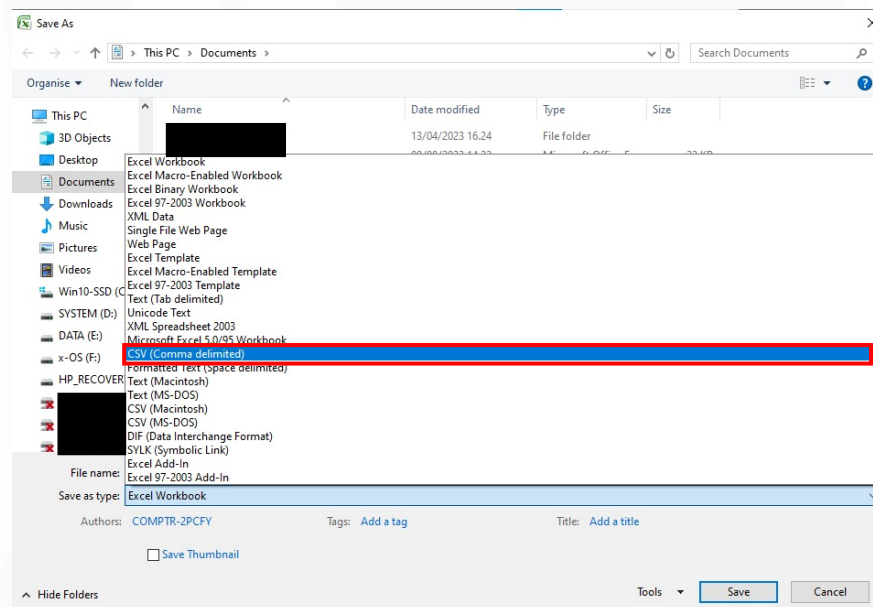 Save As
This PC > Documents >
Search Documents
Organise
New folder
Name
Date modified
Type
Size
This PC
3D Objects
Desktop
Documents
Downloads
Music
Pictures
Videos
Win10-SSD (C
SYSTEM (D:)
DATA (E:)
x-OS (F:)
HP_RECOVER
13/04/2023 16.24
File folder
Excel Workbook
Excel Macro-Enabled Workbook
Excel Binary Workbook
Excel 97-2003 Workbook
XML Data
Single File Web Page
Web Page
Excel Template
Excel Macro-Enabled Template
Excel 97-2003 Template
Text (Tab delimited)
Unicode Text
XML Spreadsheet 2003
Microsoft Excel 5.0/95 Workbook
CSV (Comma delimited)
Formatted Text (Space delimited)
Text (Macintosh)
Text (MS-DOS)
CSV (Macintosh)
CSV (MS-DOS)
DIF (Data Interchange Format)
SYLK (Symbolic Link)
Excel Add-In
Excel 97-2003 Add-In
File name:
Save as type: Excel Workbook
Authors: COMPTR-2PCFY
Tags: Add a tag
Title: Add a title
Save Thumbnail
Hide Folders
Tools
Save
Cancel